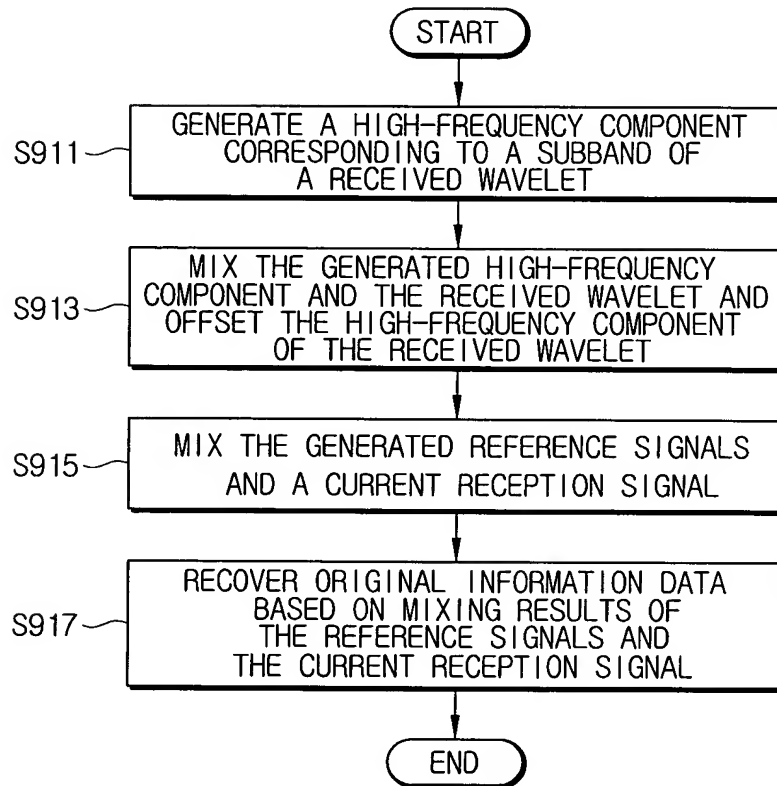 START
S911
GENERATE A HIGH-FREQUENCY COMPONENT
CORRESPONDING TO A SUBBAND OF
A RECEIVED WAVELET
S913
MIX THE GENERATED HIGH-FREQUENCY
COMPONENT AND THE RECEIVED WAVELET AND
OFFSET THE HIGH-FREQUENCY COMPONENT
OF THE RECEIVED WAVELET
S915
MIX THE GENERATED REFERENCE SIGNALS
AND A CURRENT RECEPTION SIGNAL
S917
RECOVER ORIGINAL INFORMATION DATA
BASED ON MIXING RESULTS OF
THE REFERENCE SIGNALS AND
THE CURRENT RECEPTION SIGNAL
END